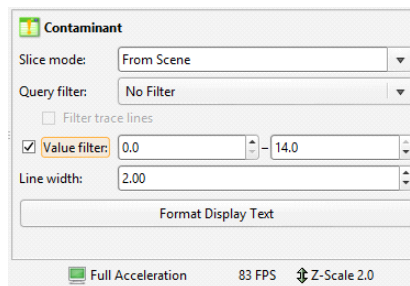 Contaminant
Slice mode: From Scene
Query filter: No Filter
Filter trace lines
Value filter: 0.0 – 14.0
Line width: 2.00
Format Display Text
Full Acceleration 83 FPS Z-Scale 2.0